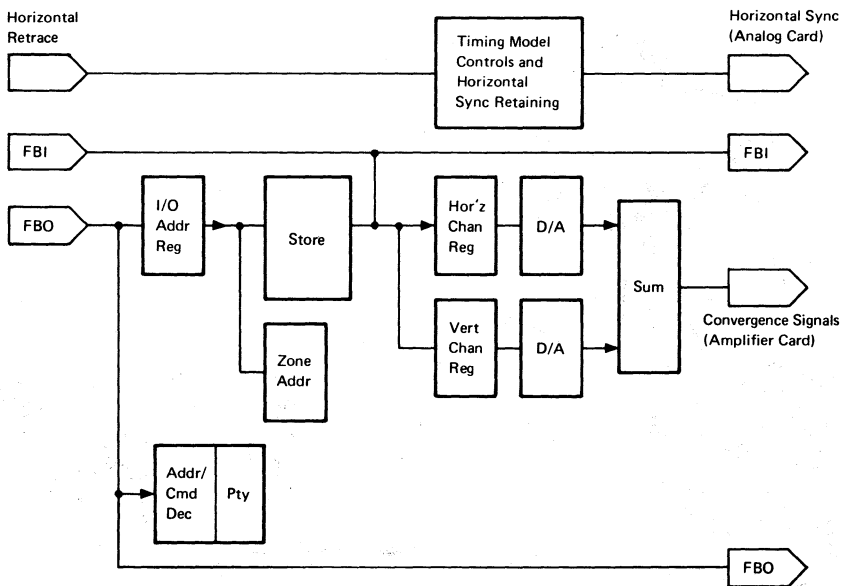 Horizontal
Retrace
Timing Model
Controls and
Horizontal
Sync Retaining
Horizontal Sync
(Analog Card)
FBI
FBI
FBO
I/O
Addr
Reg
Store
Hor'z
Chan
Reg
D/A
Sum
Zone
Addr
Vert
Chan
Reg
D/A
Convergence Signals
(Amplifier Card)
Addr/
Cmd
Dec
Pty
FBO